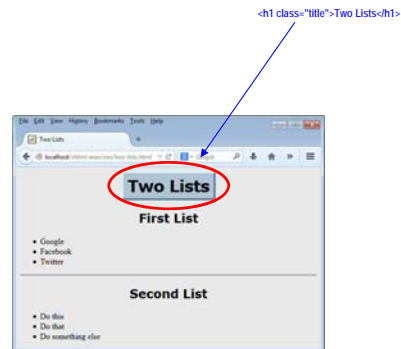 <h1 class="title">Two Lists</h1>
File Edit View History Bookmarks Tools Help
Two Lists
Google
Two Lists
First List
• Google
• Facebook
• Twitter
Second List
• Do this
• Do that
• Do something else